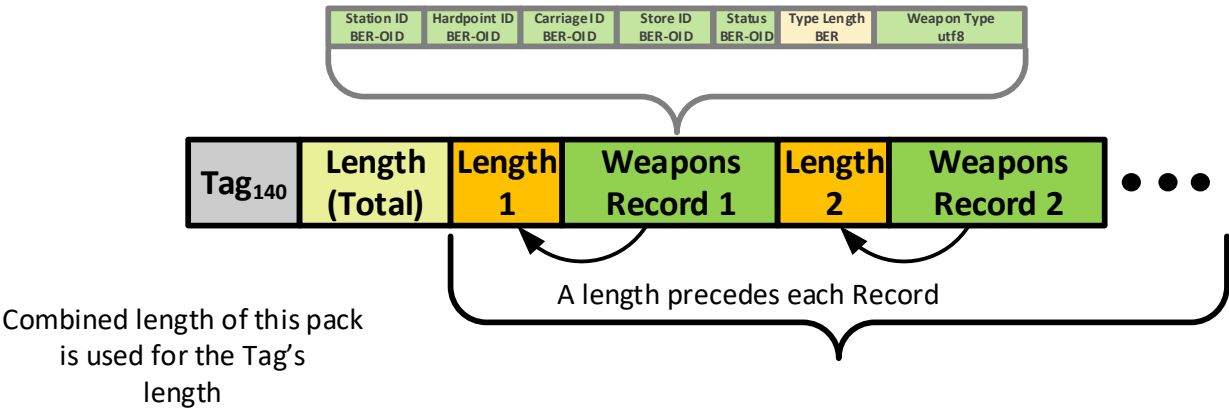 Station ID Hardpoint ID Carriage ID Store ID Status Type Length Weapon Type
BER-OID BER-OID BER-OID BER-OID BER-OID BER utf8
Tag140 Length (Total) Length 1 Weapons Record 1 Length 2 Weapons Record 2 •••
A length precedes each Record
Combined length of this pack
is used for the Tag's
length